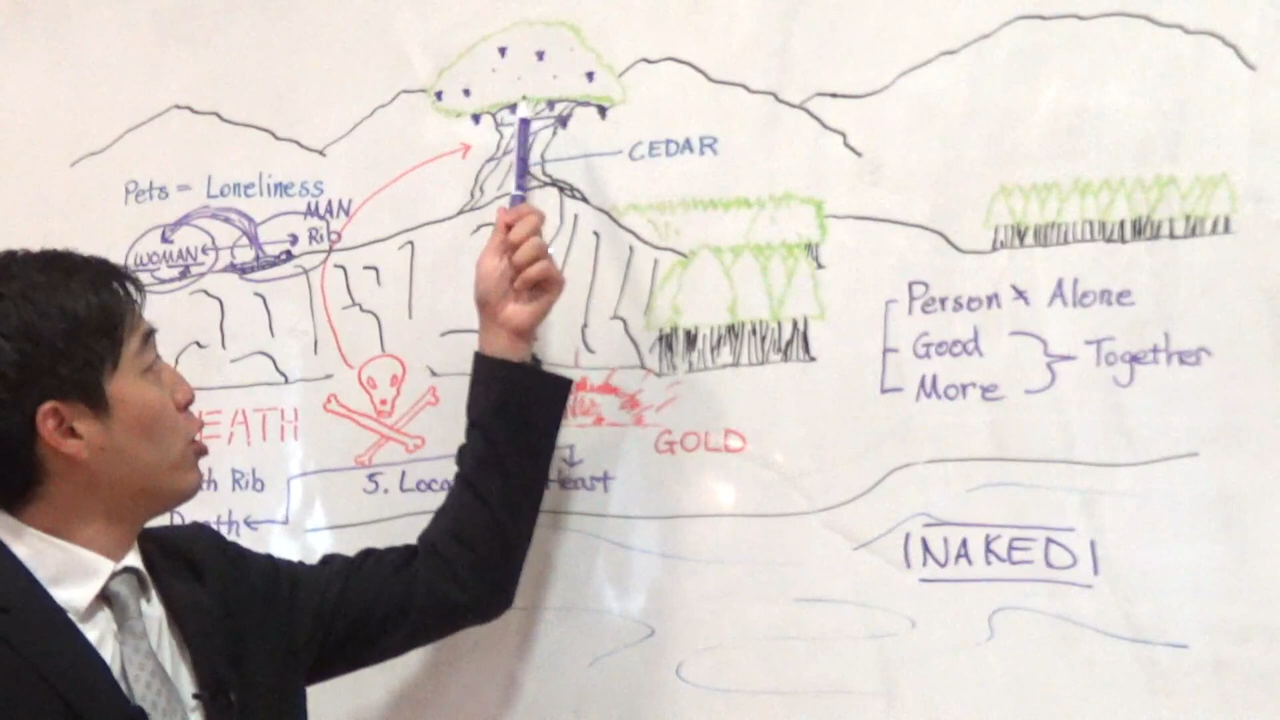 CEDAR
Pets = Loneliness
MAN
Rib
WOMAN
Person x Alone
Good
More
Together
EATH
GOLD
th Rib
5. Loca
Heart
Death
NAKED